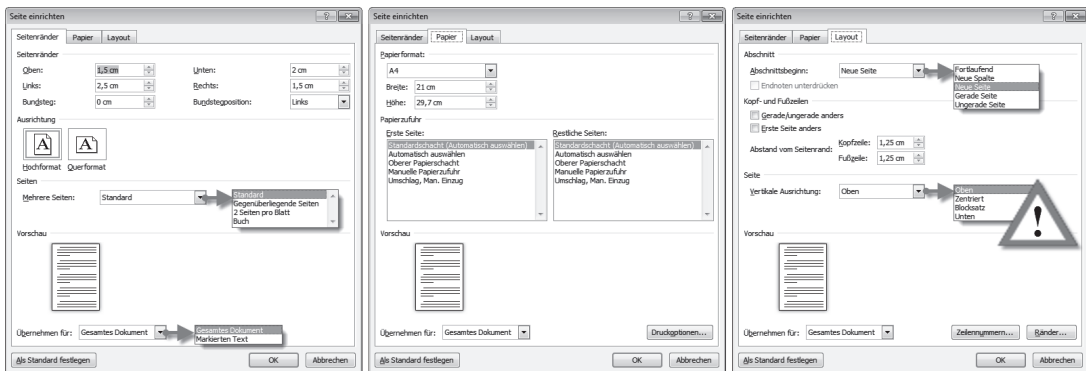 Seite einrichten
Seitenränder Papier Layout
Seitenränder
Oben: 1,5 cm Unten: 2 cm
Links: 2,5 cm Rechts: 1,5 cm
Bundsteg: 0 cm Bundstegposition: Links
Ausrichtung
A A
Hochformat Querformat
Seiten
Mehrere Seiten: Standard
Standard
Gegenüberliegende Seiten
2 Seiten pro Blatt
Buch
Vorschau
Übernehmen für: Gesamtes Dokument
Gesamtes Dokument
Markierten Text
Als Standard festlegen OK Abbrechen
Seite einrichten
Seitenränder Papier Layout
Papierformat:
A4
Breite: 21 cm
Höhe: 29,7 cm
Papierzufuhr
Erste Seite: Restliche Seiten:
Standardschacht (Automatisch auswählen) Standardschacht (Automatisch auswählen)
Automatisch auswählen Automatisch auswählen
Oberer Papierschacht Oberer Papierschacht
Manuelle Papierzufuhr Manuelle Papierzufuhr
Umschlag, Man. Einzug Umschlag, Man. Einzug
Vorschau
Übernehmen für: Gesamtes Dokument Druckoptionen...
Als Standard festlegen OK Abbrechen
Seite einrichten
Seitenränder Papier Layout
Abschnitt
Abschnittsbeginn: Neue Seite
Fortlaufend
Neue Spalte
Neue Seite
Gerade Seite
Ungerade Seite
Endnoten unterdrücken
Kopf- und Fußzeilen
Gerade/ungerade anders
Erste Seite anders
Abstand vom Seitenrand: Kopfzeile: 1,25 cm
Fußzeile: 1,25 cm
Seite
Vertikale Ausrichtung: Oben
Oben
Zentriert
Blocksatz
Unten
!
Vorschau
Übernehmen für: Gesamtes Dokument Zeilennummern... Ränder...
Als Standard festlegen OK Abbrechen